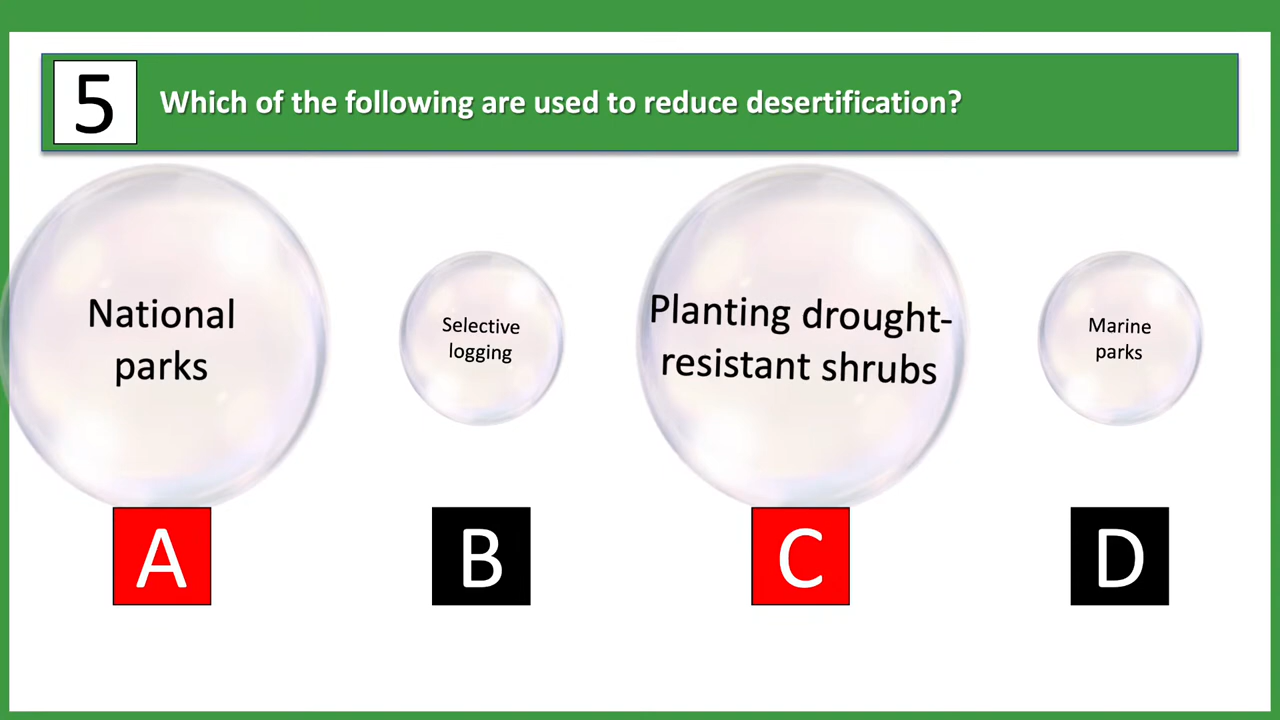 5
Which of the following are used to reduce desertification?
National
parks
Selective
logging
Planting drought-
resistant shrubs
Marine
parks
A
B
C
D